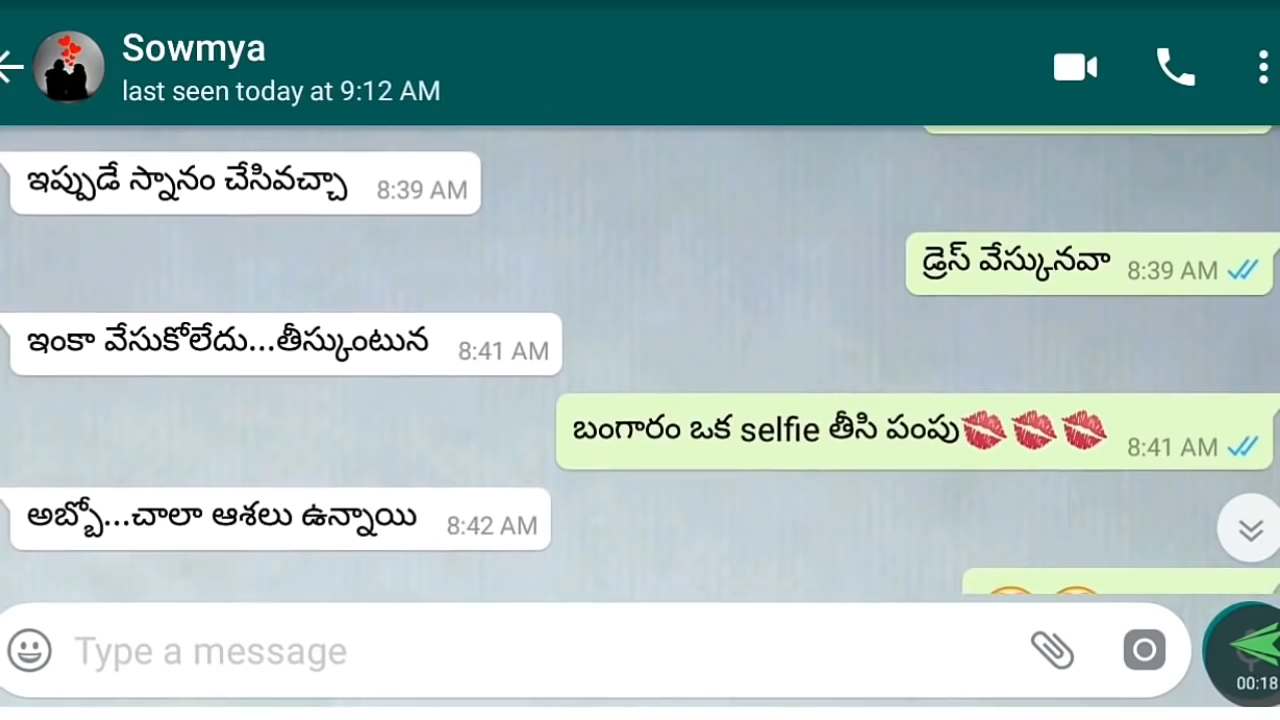 Sowmya
last seen today at 9:12 AM
ఇప్పుడే స్నానం చేసివచ్చా 8:39 AM
డ్రెస్ వేస్కునవా 8:39 AM
ఇంకా వేసుకోలేదు...తీస్కుంటున 8:41 AM
బంగారం ఒక selfie తీసి పంపు💋💋💋 8:41 AM
అబ్బో...చాలా ఆశలు ఉన్నాయి 8:42 AM
Type a message
00:18